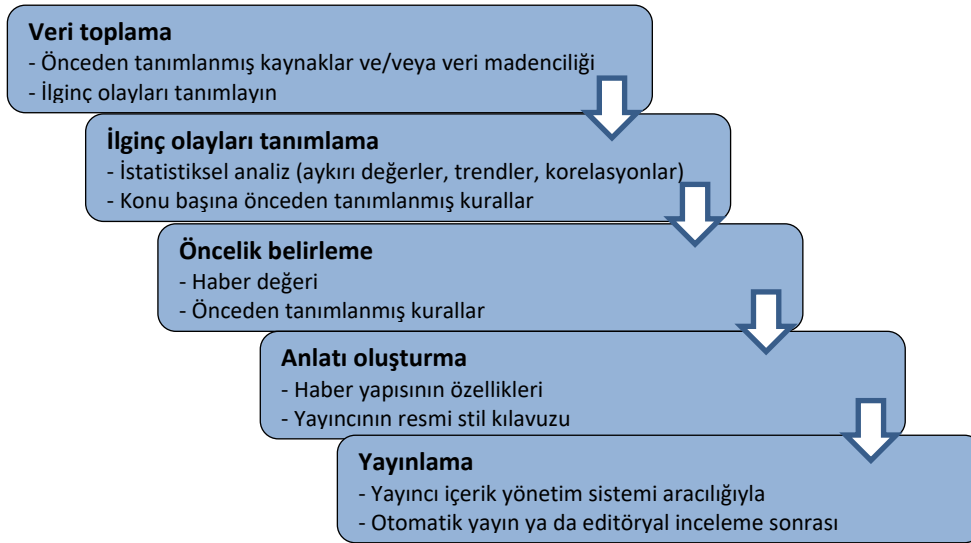 Veri toplama
- Önceden tanımlanmış kaynaklar ve/veya veri madenciliği
- İlginç olayları tanımlayın
İlginç olayları tanımlama
- İstatistiksel analiz (aykırı değerler, trendler, korelasyonlar)
- Konu başına önceden tanımlanmış kurallar
Öncelik belirleme
- Haber değeri
- Önceden tanımlanmış kurallar
Anlatı oluşturma
- Haber yapısının özellikleri
- Yayıncının resmi stil kılavuzu
Yayınlama
- Yayıncı içerik yönetim sistemi aracılığıyla
- Otomatik yayın ya da editöryal inceleme sonrası